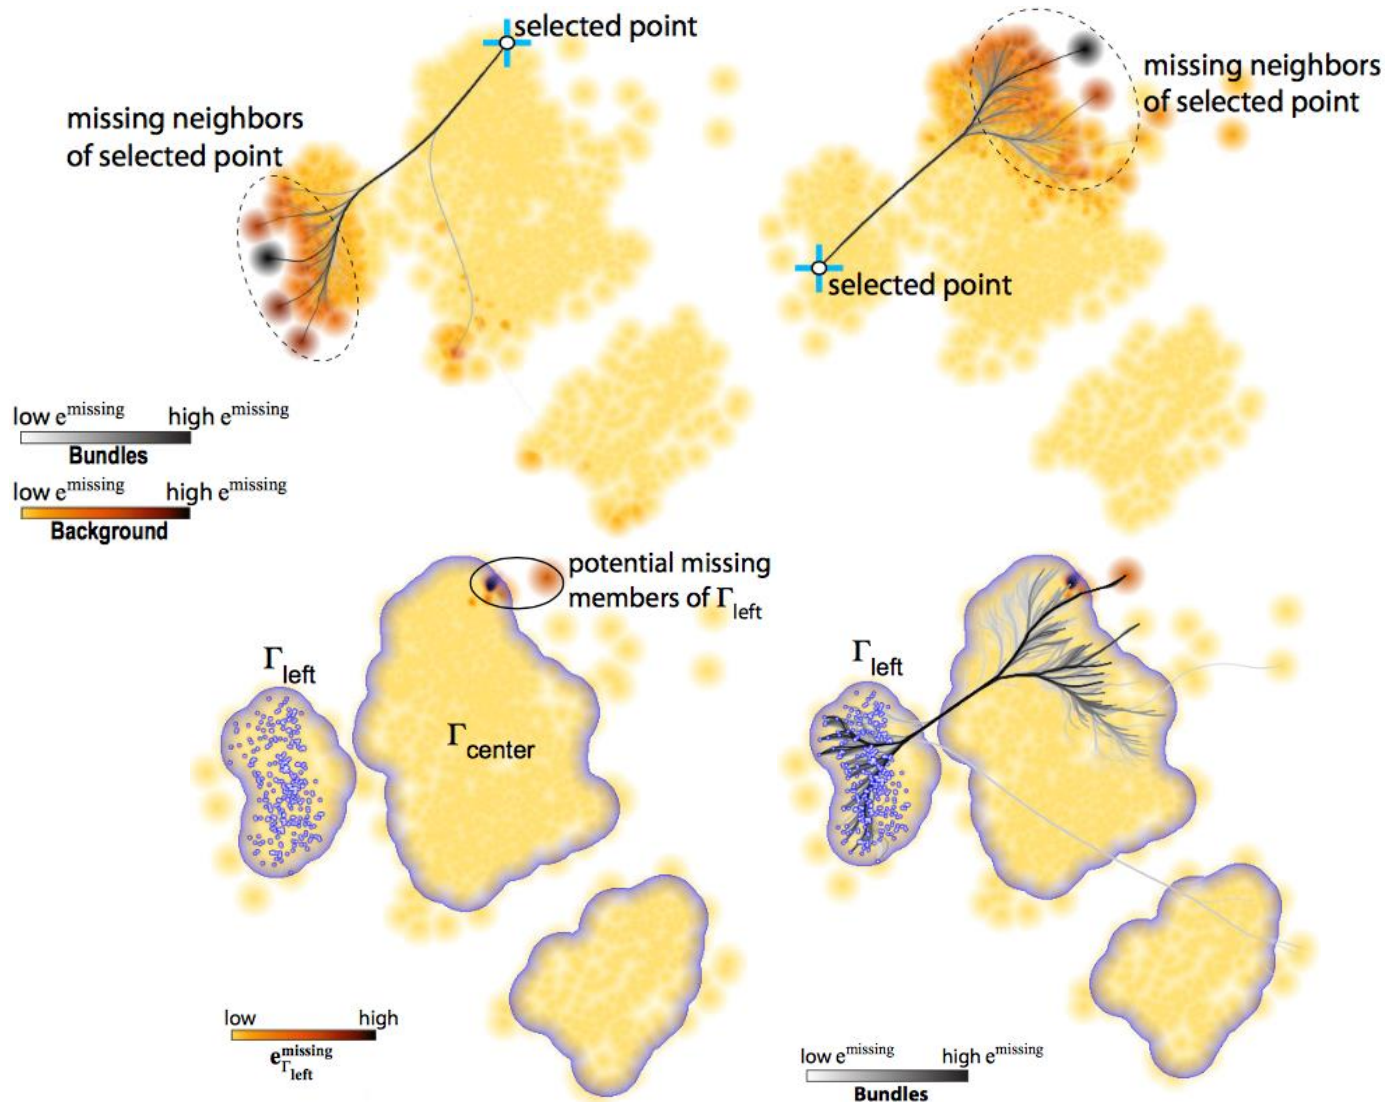 selected point
missing neighbors
of selected point
low e^missing high e^missing
Bundles
low e^missing high e^missing
Background
missing neighbors
of selected point
selected point
potential missing
members of Γ_left
Γ_left
Γ_center
low high
e^missing_Γ_left
Γ_left
low e^missing high e^missing
Bundles